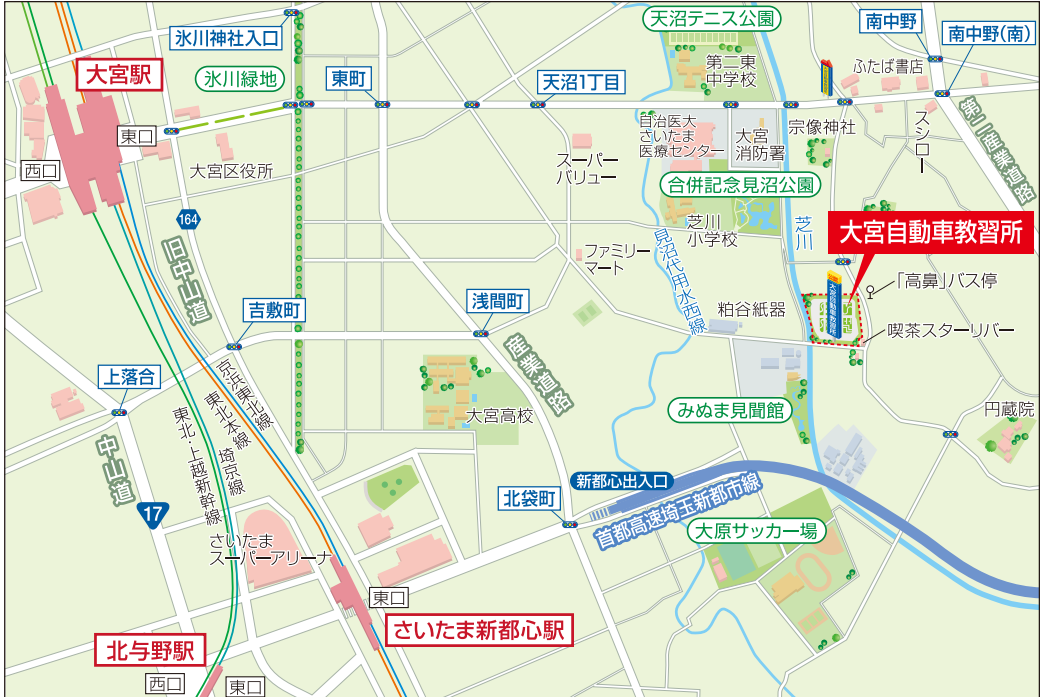 天沼テニス公園
南中野
南中野(南)
氷川神社入口
大宮駅
氷川緑地
東町
天沼1丁目
第二東
中学校
ふたば書店
第二産業道路
東口
西口
大宮区役所
自治医大
さいたま
医療センター
大宮
消防署
宗像神社
スシロー
スーパー
バリュー
合併記念見沼公園
164
旧中山道
芝川
小学校
芝川
大宮自動車教習所
ファミリー
マート
見沼代用水西線
「高鼻」バス停
大宮自動車教習所
吉敷町
浅間町
粕谷紙器
喫茶スターリバー
産業道路
上落合
京浜東北線
東北本線
埼京線
東北・上越新幹線
大宮高校
みぬま見聞館
円蔵院
中山道
17
新都心出入口
首都高速埼玉新都市線
北袋町
さいたま
スーパーアリーナ
大原サッカー場
東口
さいたま新都心駅
北与野駅
西口
東口